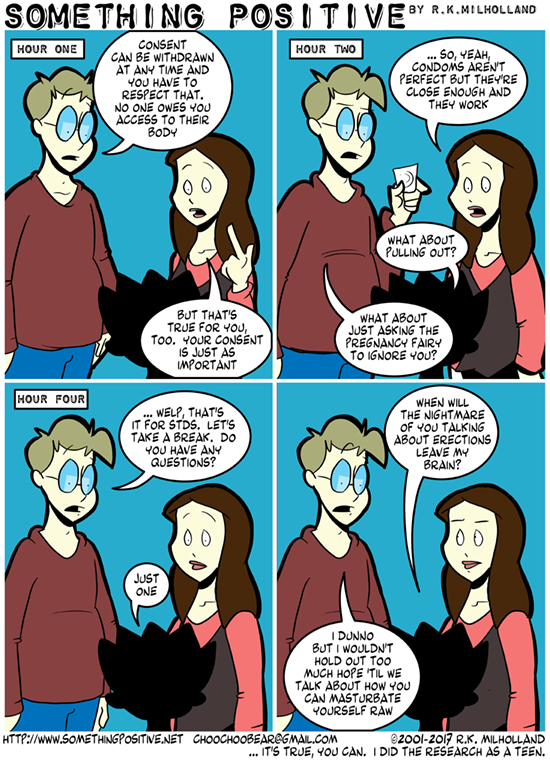 SOMETHING POSITIVE BY R.K.MILHOLLAND
HOUR ONE
CONSENT
CAN BE WITHDRAWN
AT ANY TIME AND
YOU HAVE TO
RESPECT THAT.
NO ONE OWES YOU
ACCESS TO THEIR
BODY
BUT THAT'S
TRUE FOR YOU,
TOO. YOUR CONSENT
IS JUST AS
IMPORTANT
HOUR TWO
... SO, YEAH,
CONDOMS AREN'T
PERFECT BUT THEY'RE
CLOSE ENOUGH AND
THEY WORK
WHAT ABOUT
PULLING OUT?
WHAT ABOUT
JUST ASKING THE
PREGNANCY FAIRY
TO IGNORE YOU?
HOUR FOUR
... WELP, THAT'S
IT FOR STDS. LET'S
TAKE A BREAK. DO
YOU HAVE ANY
QUESTIONS?
JUST
ONE
WHEN WILL
THE NIGHTMARE
OF YOU TALKING
ABOUT ERECTIONS
LEAVE MY
BRAIN?
I DUNNO
BUT I WOULDN'T
HOLD OUT TOO
MUCH HOPE 'TIL WE
TALK ABOUT HOW YOU
CAN MASTURBATE
YOURSELF RAW
HTTP://WWW.SOMETHINGPOSITIVE.NET CHOOCHOOBEAR@GMAIL.COM ©2001-2017 R.K. MILHOLLAND
... IT'S TRUE, YOU CAN. I DID THE RESEARCH AS A TEEN.